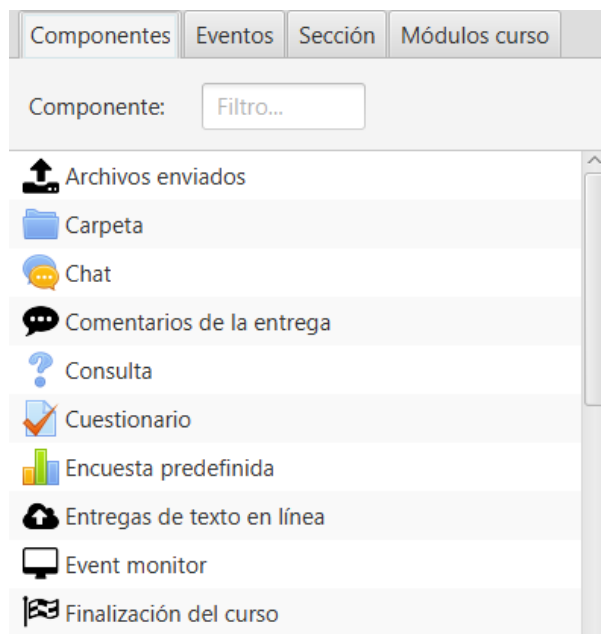 Componentes Eventos Sección Módulos curso
Componente: Filtro...
Archivos enviados
Carpeta
Chat
Comentarios de la entrega
Consulta
Cuestionario
Encuesta predefinida
Entregas de texto en línea
Event monitor
Finalización del curso